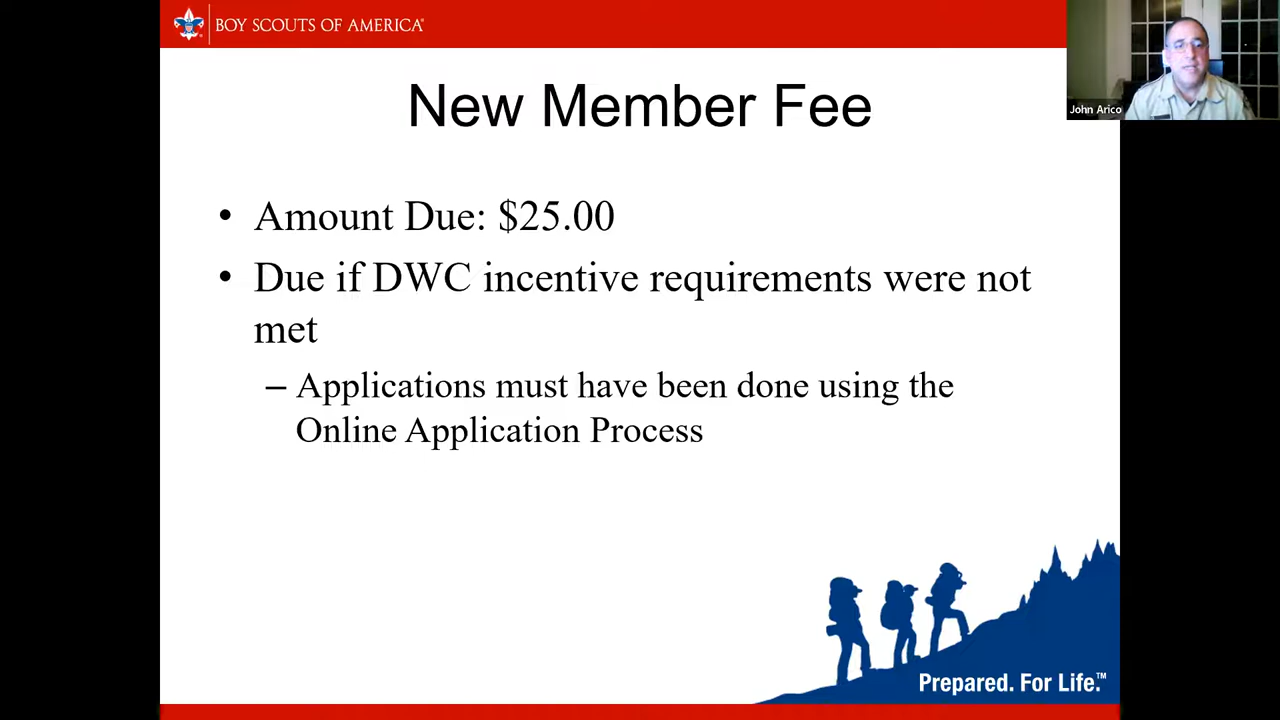 BOY SCOUTS OF AMERICA®
John Arico
New Member Fee
• Amount Due: $25.00
• Due if DWC incentive requirements were not
met
– Applications must have been done using the
Online Application Process
Prepared. For Life.™